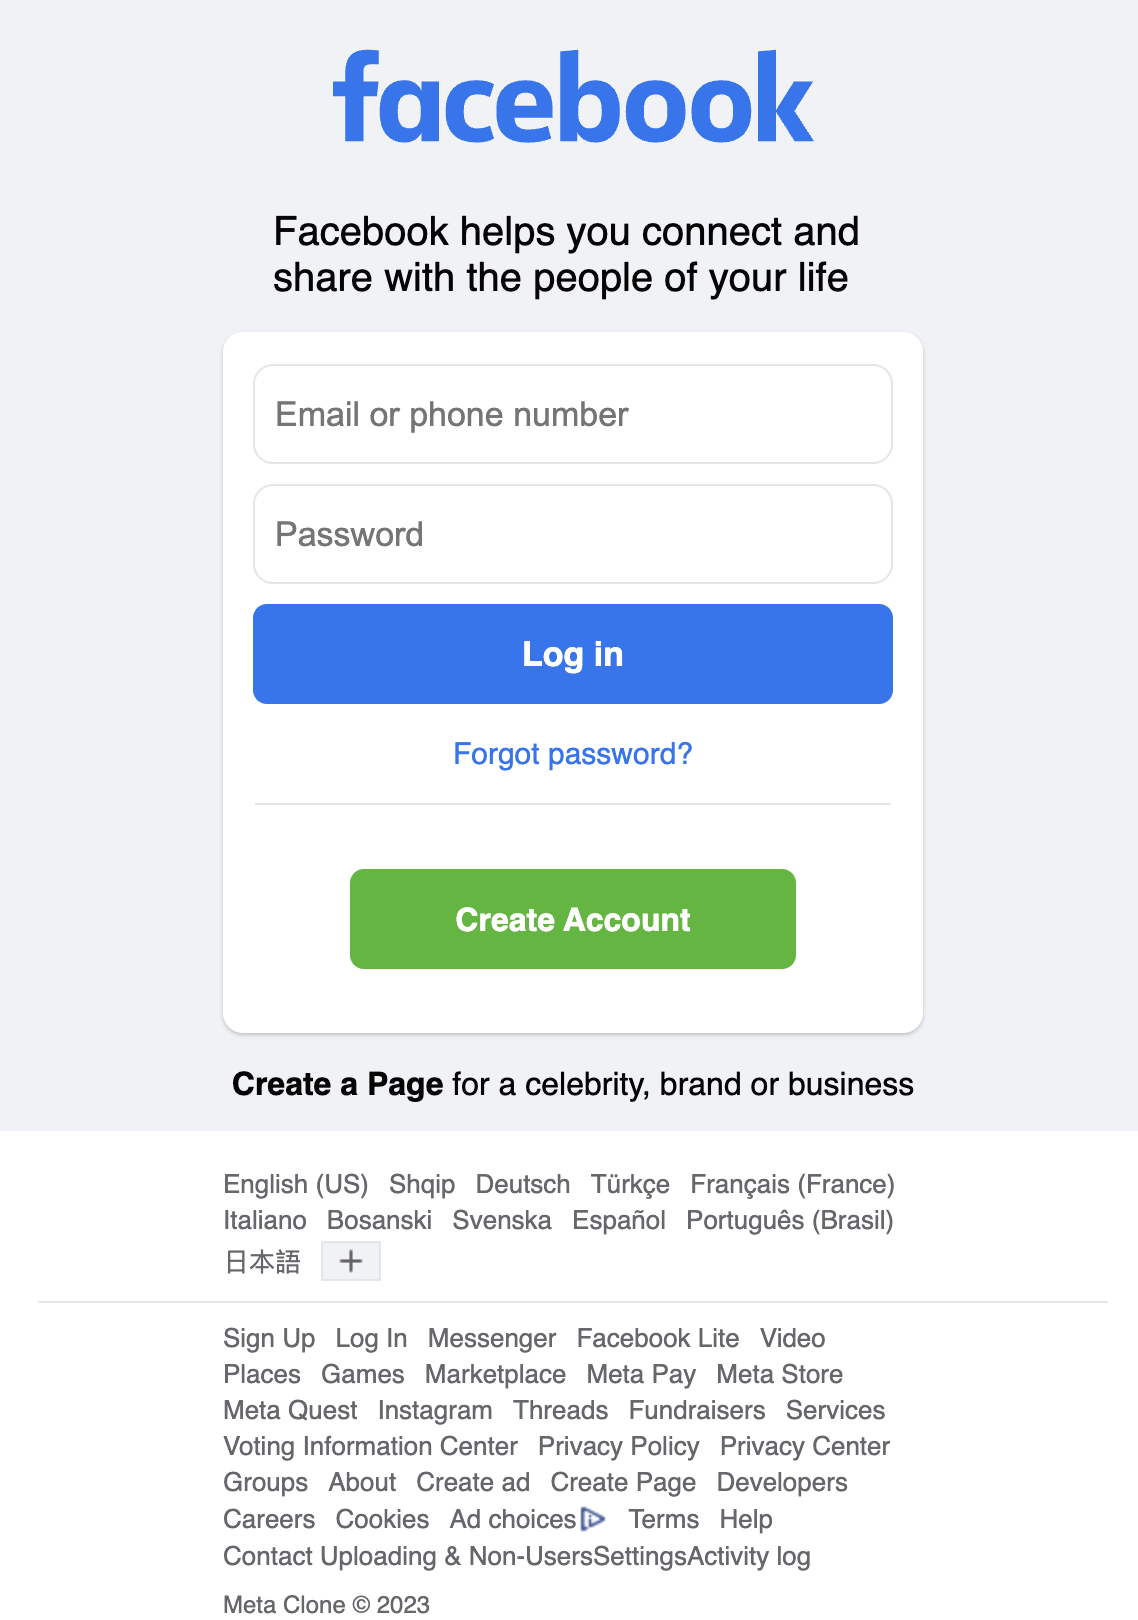 facebook
Facebook helps you connect and
share with the people of your life
Email or phone number
Password
Log in
Forgot password?
Create Account
Create a Page for a celebrity, brand or business
English (US) Shqip Deutsch Türkçe Français (France)
Italiano Bosanski Svenska Español Português (Brasil)
日本語 +
Sign Up Log In Messenger Facebook Lite Video
Places Games Marketplace Meta Pay Meta Store
Meta Quest Instagram Threads Fundraisers Services
Voting Information Center Privacy Policy Privacy Center
Groups About Create ad Create Page Developers
Careers Cookies Ad choices Terms Help
Contact Uploading & Non-UsersSettingsActivity log
Meta Clone © 2023